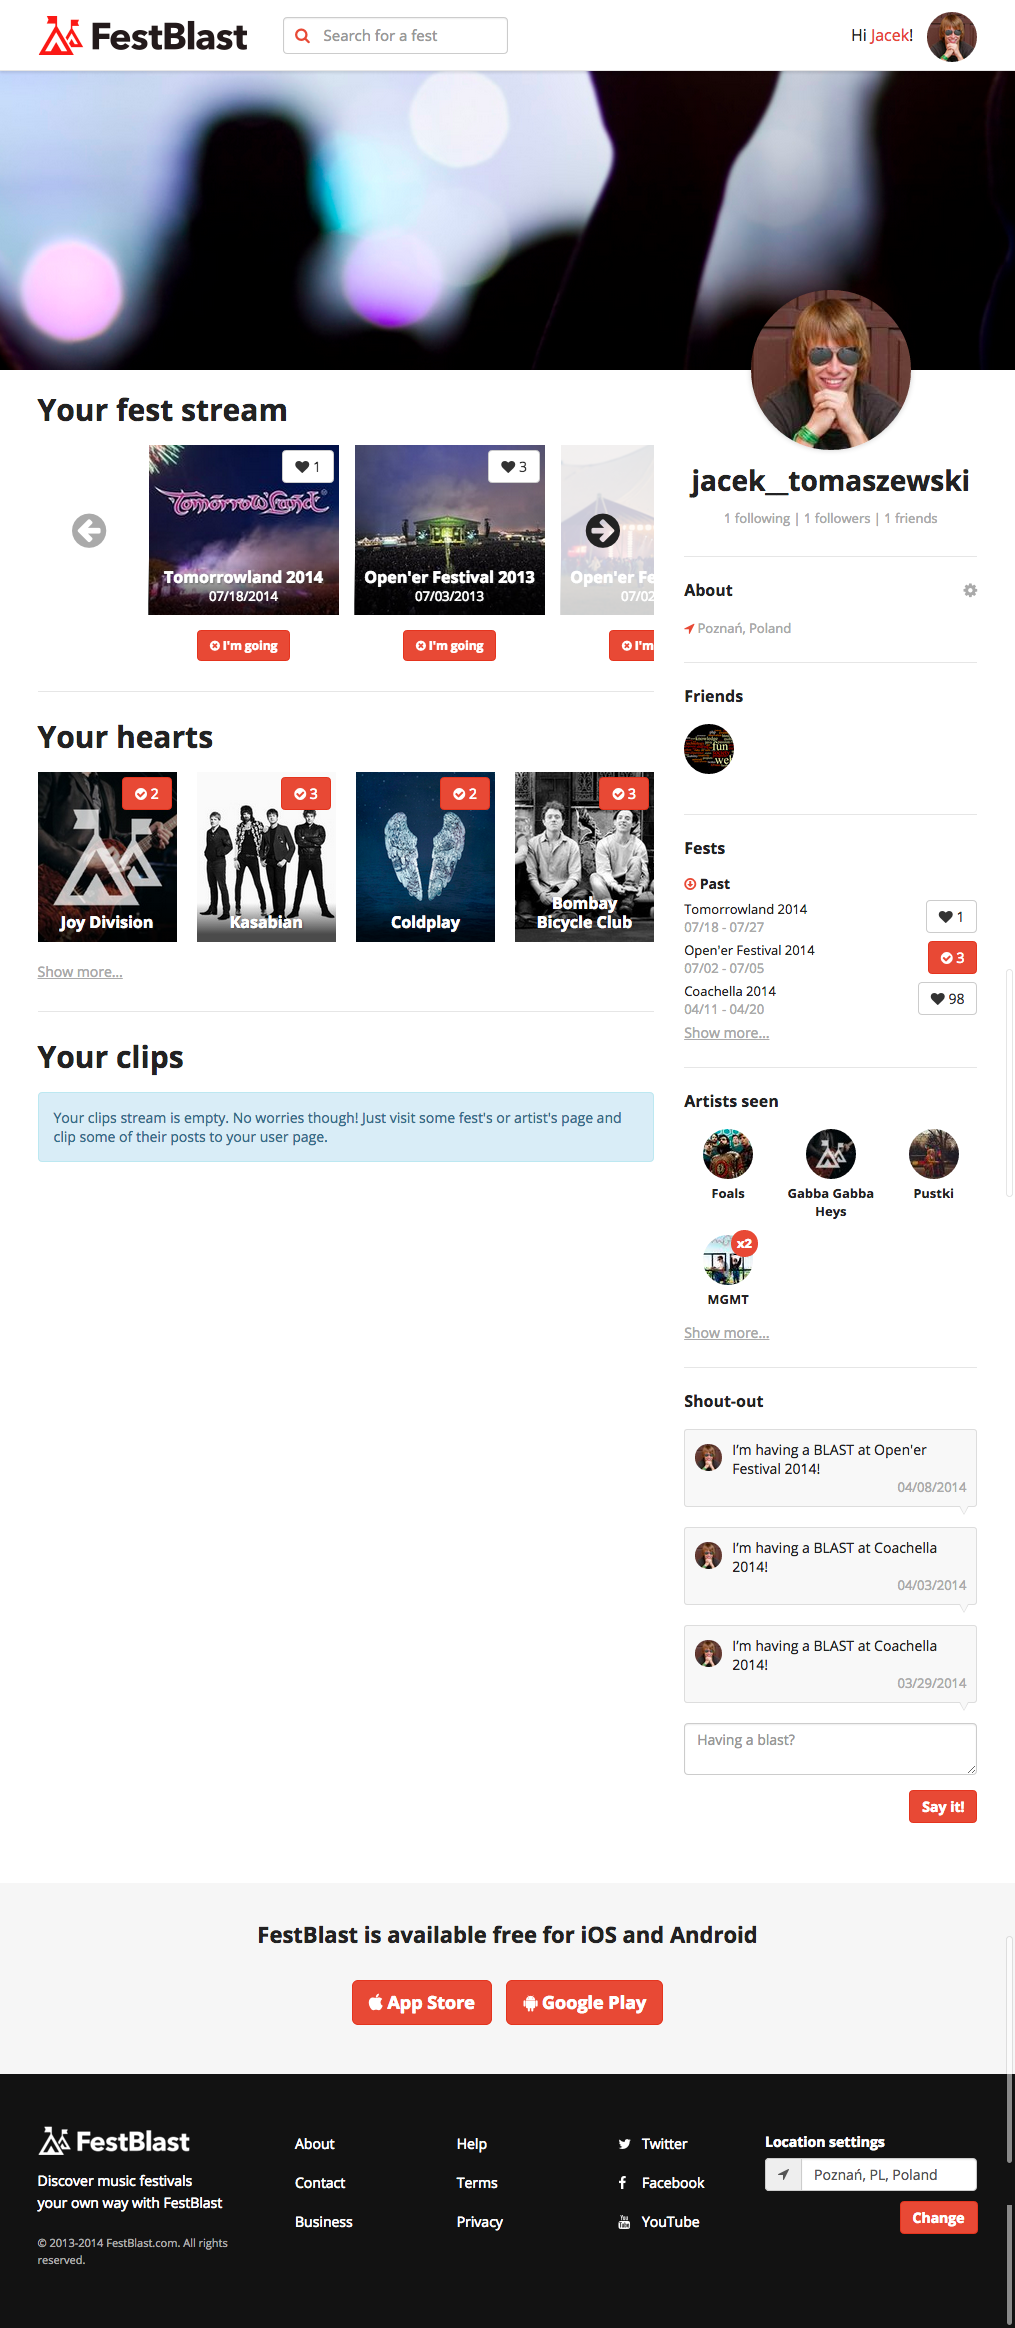 FestBlast
Search for a fest
Hi Jacek!
Your fest stream
1
Tomorrowland
Tomorrowland 2014
07/18/2014
I'm going
3
Open'er Festival 2013
07/03/2013
I'm going
Open'er Fe
07/02
I'm
Your hearts
2
Joy Division
3
Kasabian
2
Coldplay
3
Bombay
Bicycle Club
Show more...
Your clips
Your clips stream is empty. No worries though! Just visit some fest's or artist's page and
clip some of their posts to your user page.
jacek__tomaszewski
1 following | 1 followers | 1 friends
About
Poznań, Poland
Friends
fun
Fests
Past
Tomorrowland 2014
07/18 - 07/27
1
Open'er Festival 2014
07/02 - 07/05
3
Coachella 2014
04/11 - 04/20
98
Show more...
Artists seen
Foals
Gabba Gabba
Heys
Pustki
x2
MGMT
Show more...
Shout-out
I’m having a BLAST at Open'er
Festival 2014!
04/08/2014
I’m having a BLAST at Coachella
2014!
04/03/2014
I’m having a BLAST at Coachella
2014!
03/29/2014
Having a blast?
Say it!
FestBlast is available free for iOS and Android
App Store
Google Play
FestBlast
Discover music festivals
your own way with FestBlast
© 2013-2014 FestBlast.com. All rights
reserved.
About
Contact
Business
Help
Terms
Privacy
Twitter
Facebook
YouTube
Location settings
Poznań, PL, Poland
Change